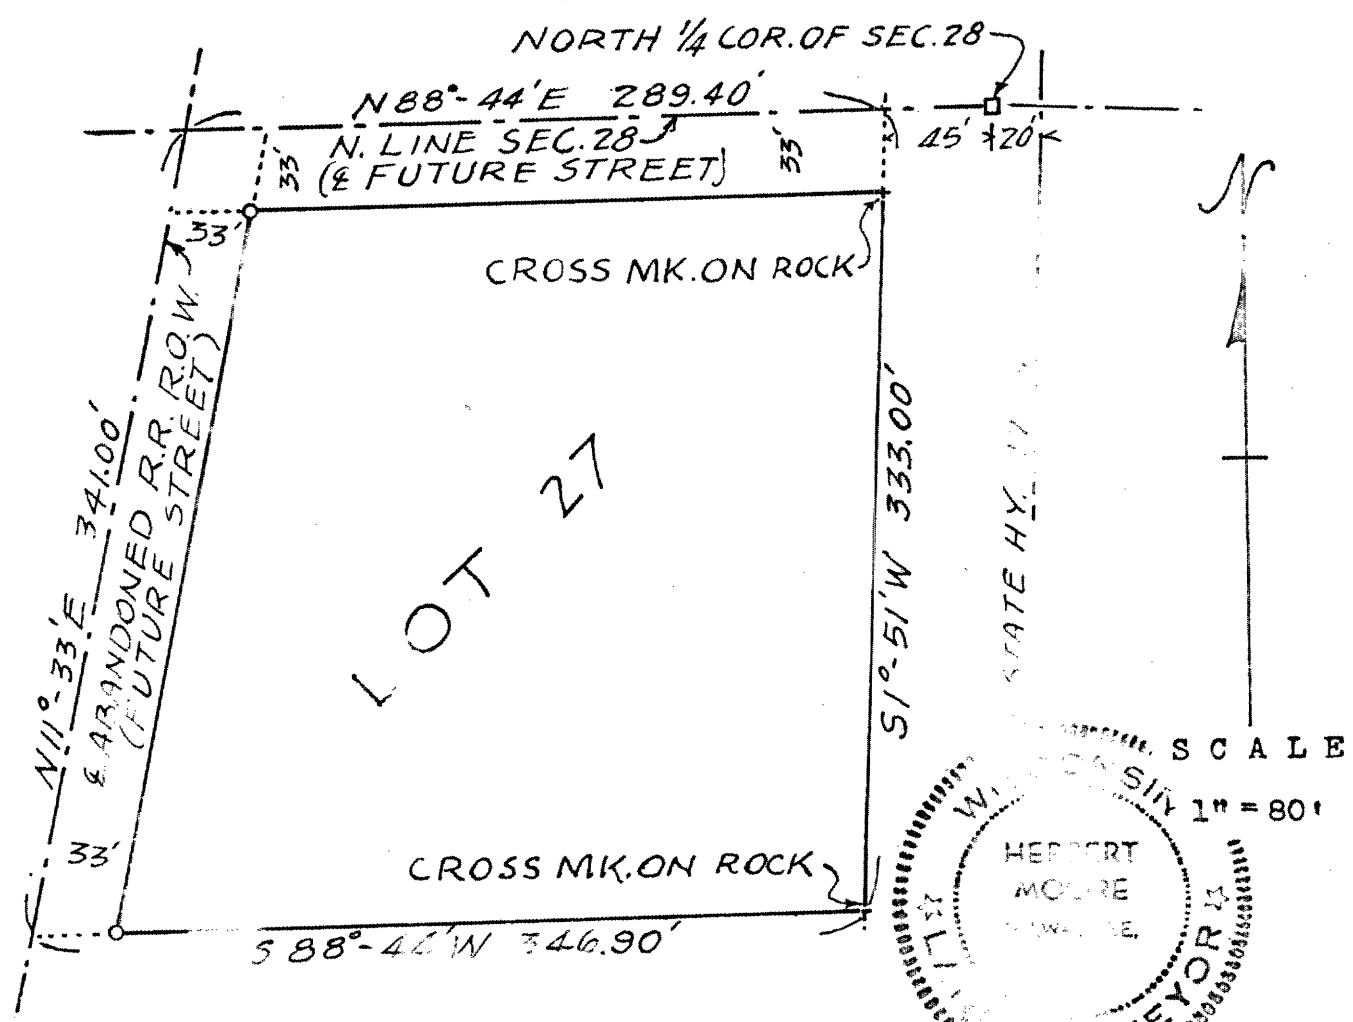 NORTH 1/4 COR. OF SEC. 28
N 88°-44' E 289.40'
N. LINE SEC. 28
(℄ FUTURE STREET)
33'
33'
45'
20'
33'
N
CROSS MK. ON ROCK
N 11°-33' E 341.00'
℄ ABANDONED R.R. R.O.W.
(FUTURE STREET)
LOT 27
S 1°-51' W 333.00'
STATE HY.
SCALE
1" = 80'
33'
CROSS MK. ON ROCK
S 88°-44' W 346.90'
WISCONSIN
HERBERT
MOORE